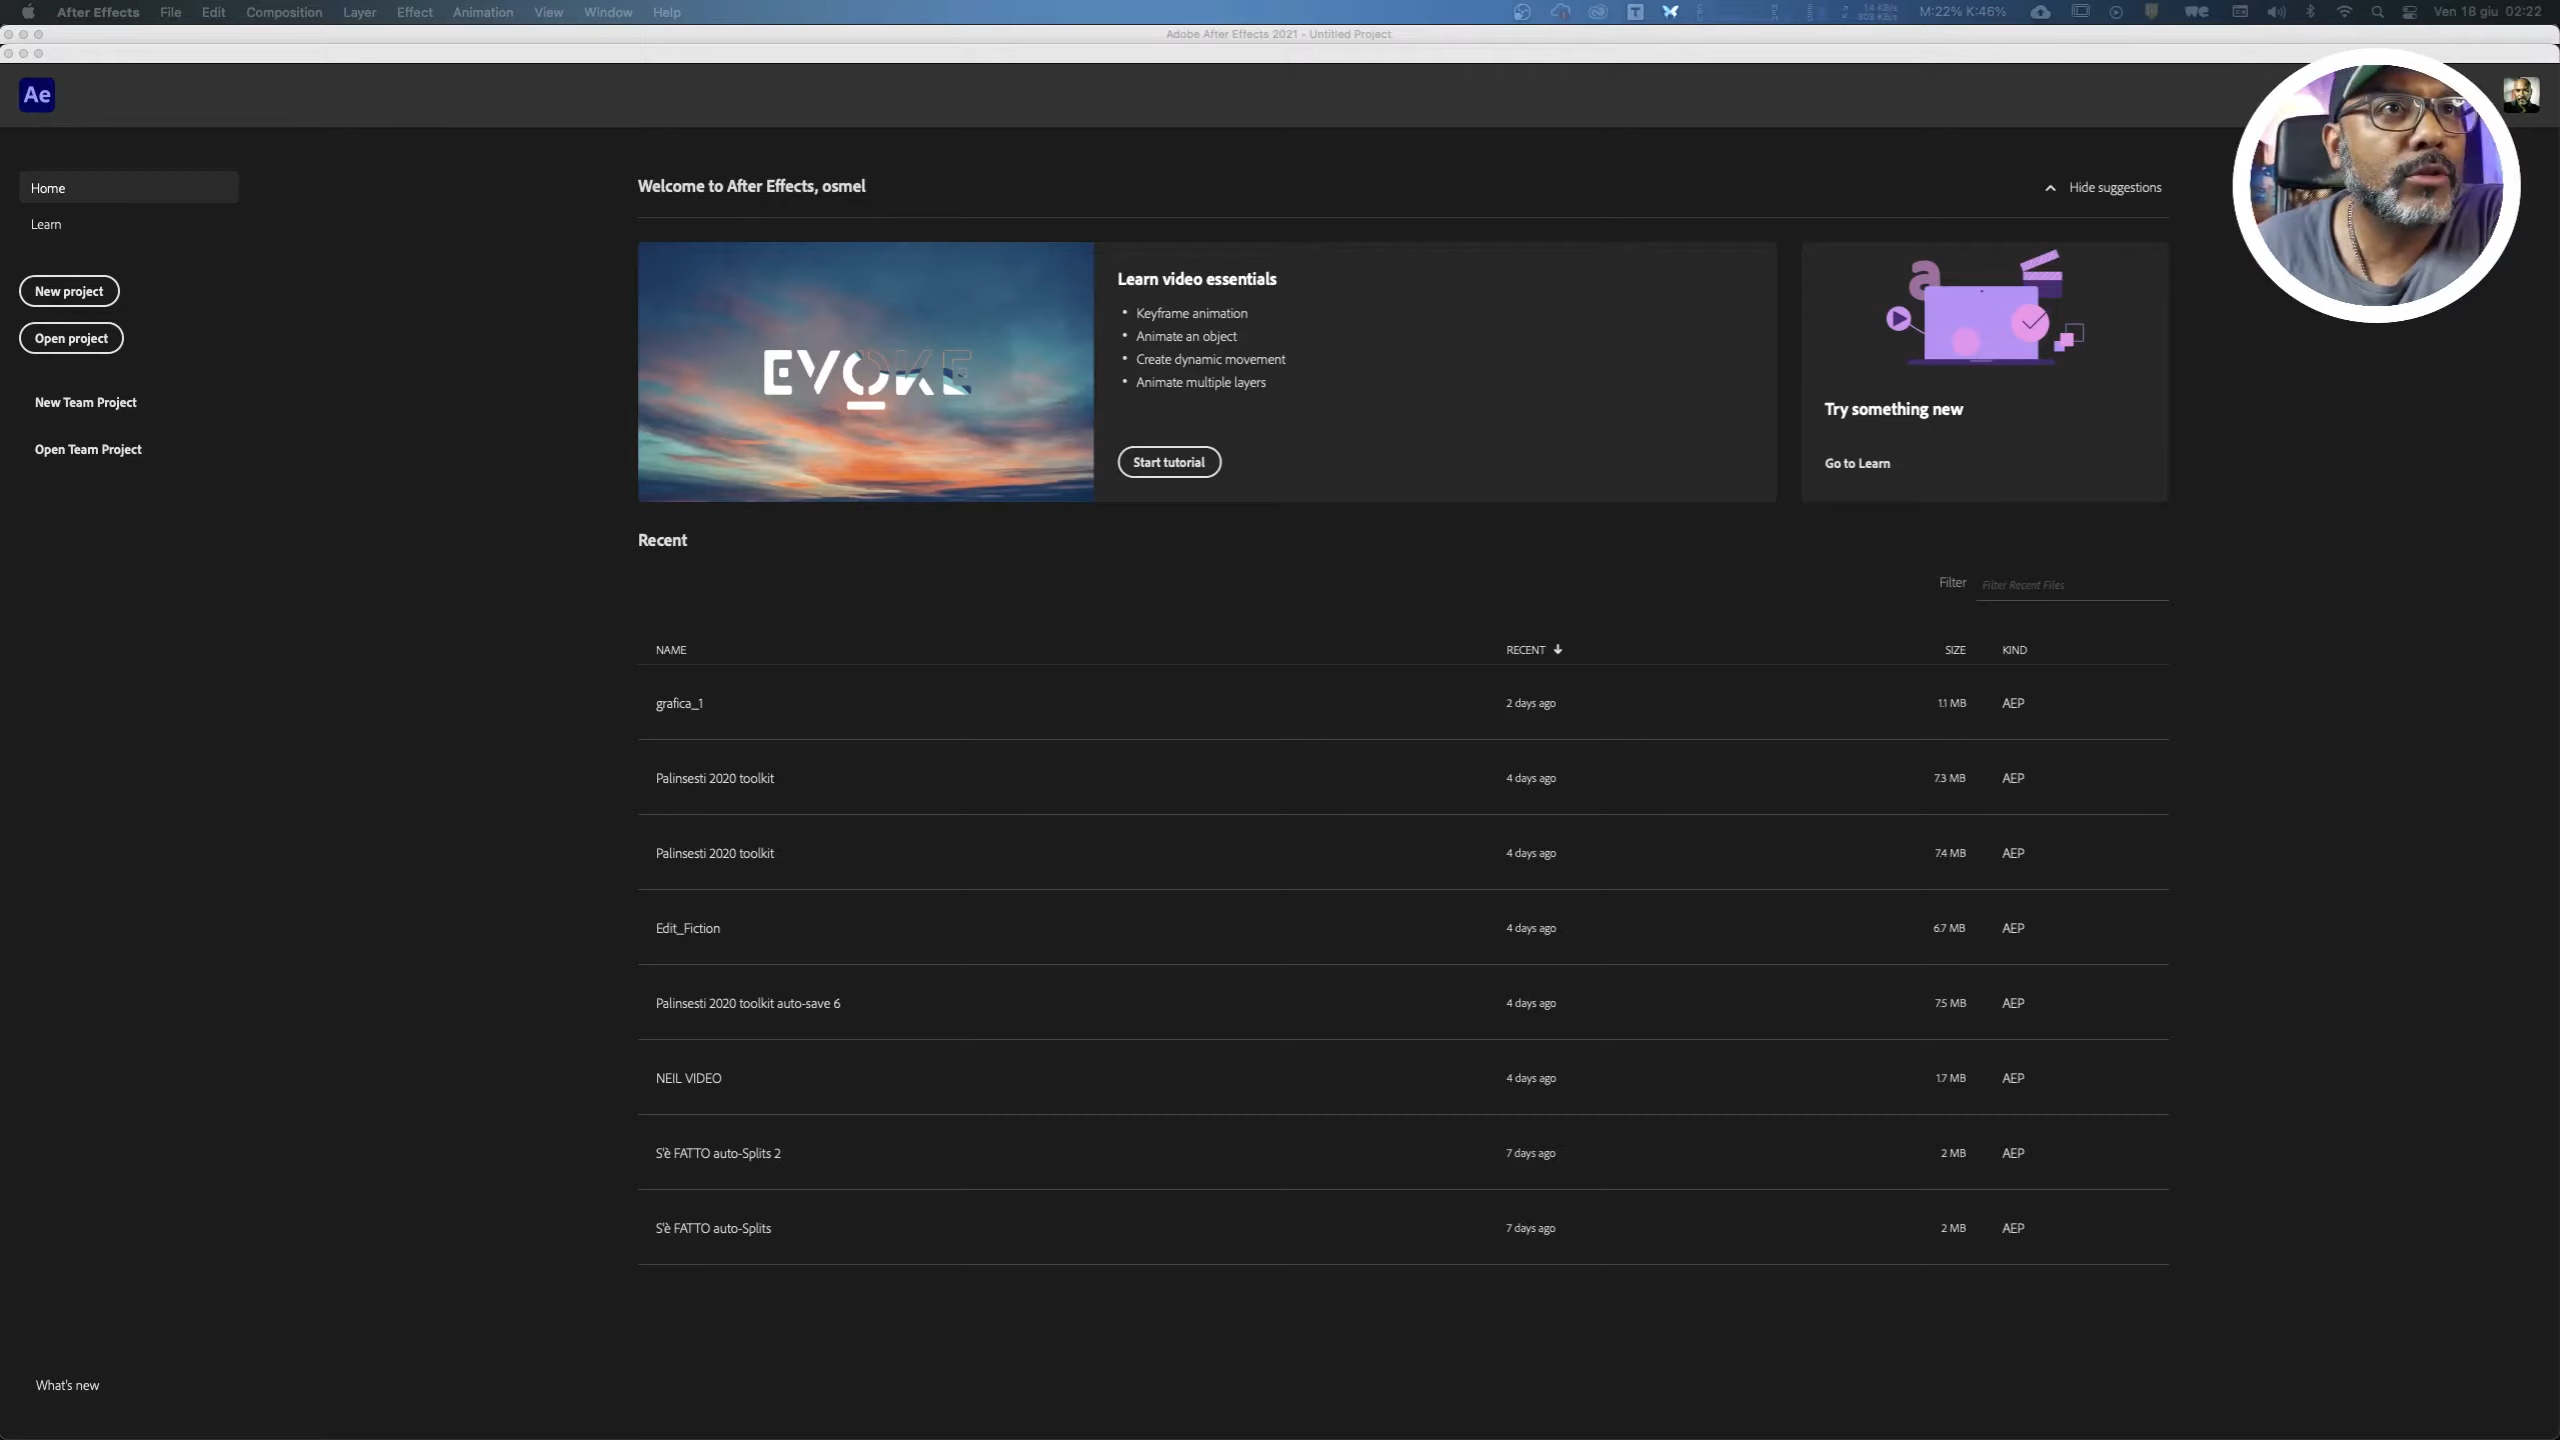 After Effects File Edit Composition Layer Effect Animation View Window Help
14 KB/s
303 KB/s
M:22% K:46%
Ven 18 giu 02:22
Adobe After Effects 2021 - Untitled Project
Ae
Home
Learn
New project
Open project
New Team Project
Open Team Project
Welcome to After Effects, osmel
Hide suggestions
EVOKE
Learn video essentials
• Keyframe animation
• Animate an object
• Create dynamic movement
• Animate multiple layers
Start tutorial
a
Try something new
Go to Learn
Recent
Filter Filter Recent Files
NAME RECENT SIZE KIND
grafica_1 2 days ago 1.1 MB AEP
Palinsesti 2020 toolkit 4 days ago 7.3 MB AEP
Palinsesti 2020 toolkit 4 days ago 7.4 MB AEP
Edit_Fiction 4 days ago 6.7 MB AEP
Palinsesti 2020 toolkit auto-save 6 4 days ago 7.5 MB AEP
NEIL VIDEO 4 days ago 1.7 MB AEP
S'è FATTO auto-Splits 2 7 days ago 2 MB AEP
S'è FATTO auto-Splits 7 days ago 2 MB AEP
What's new